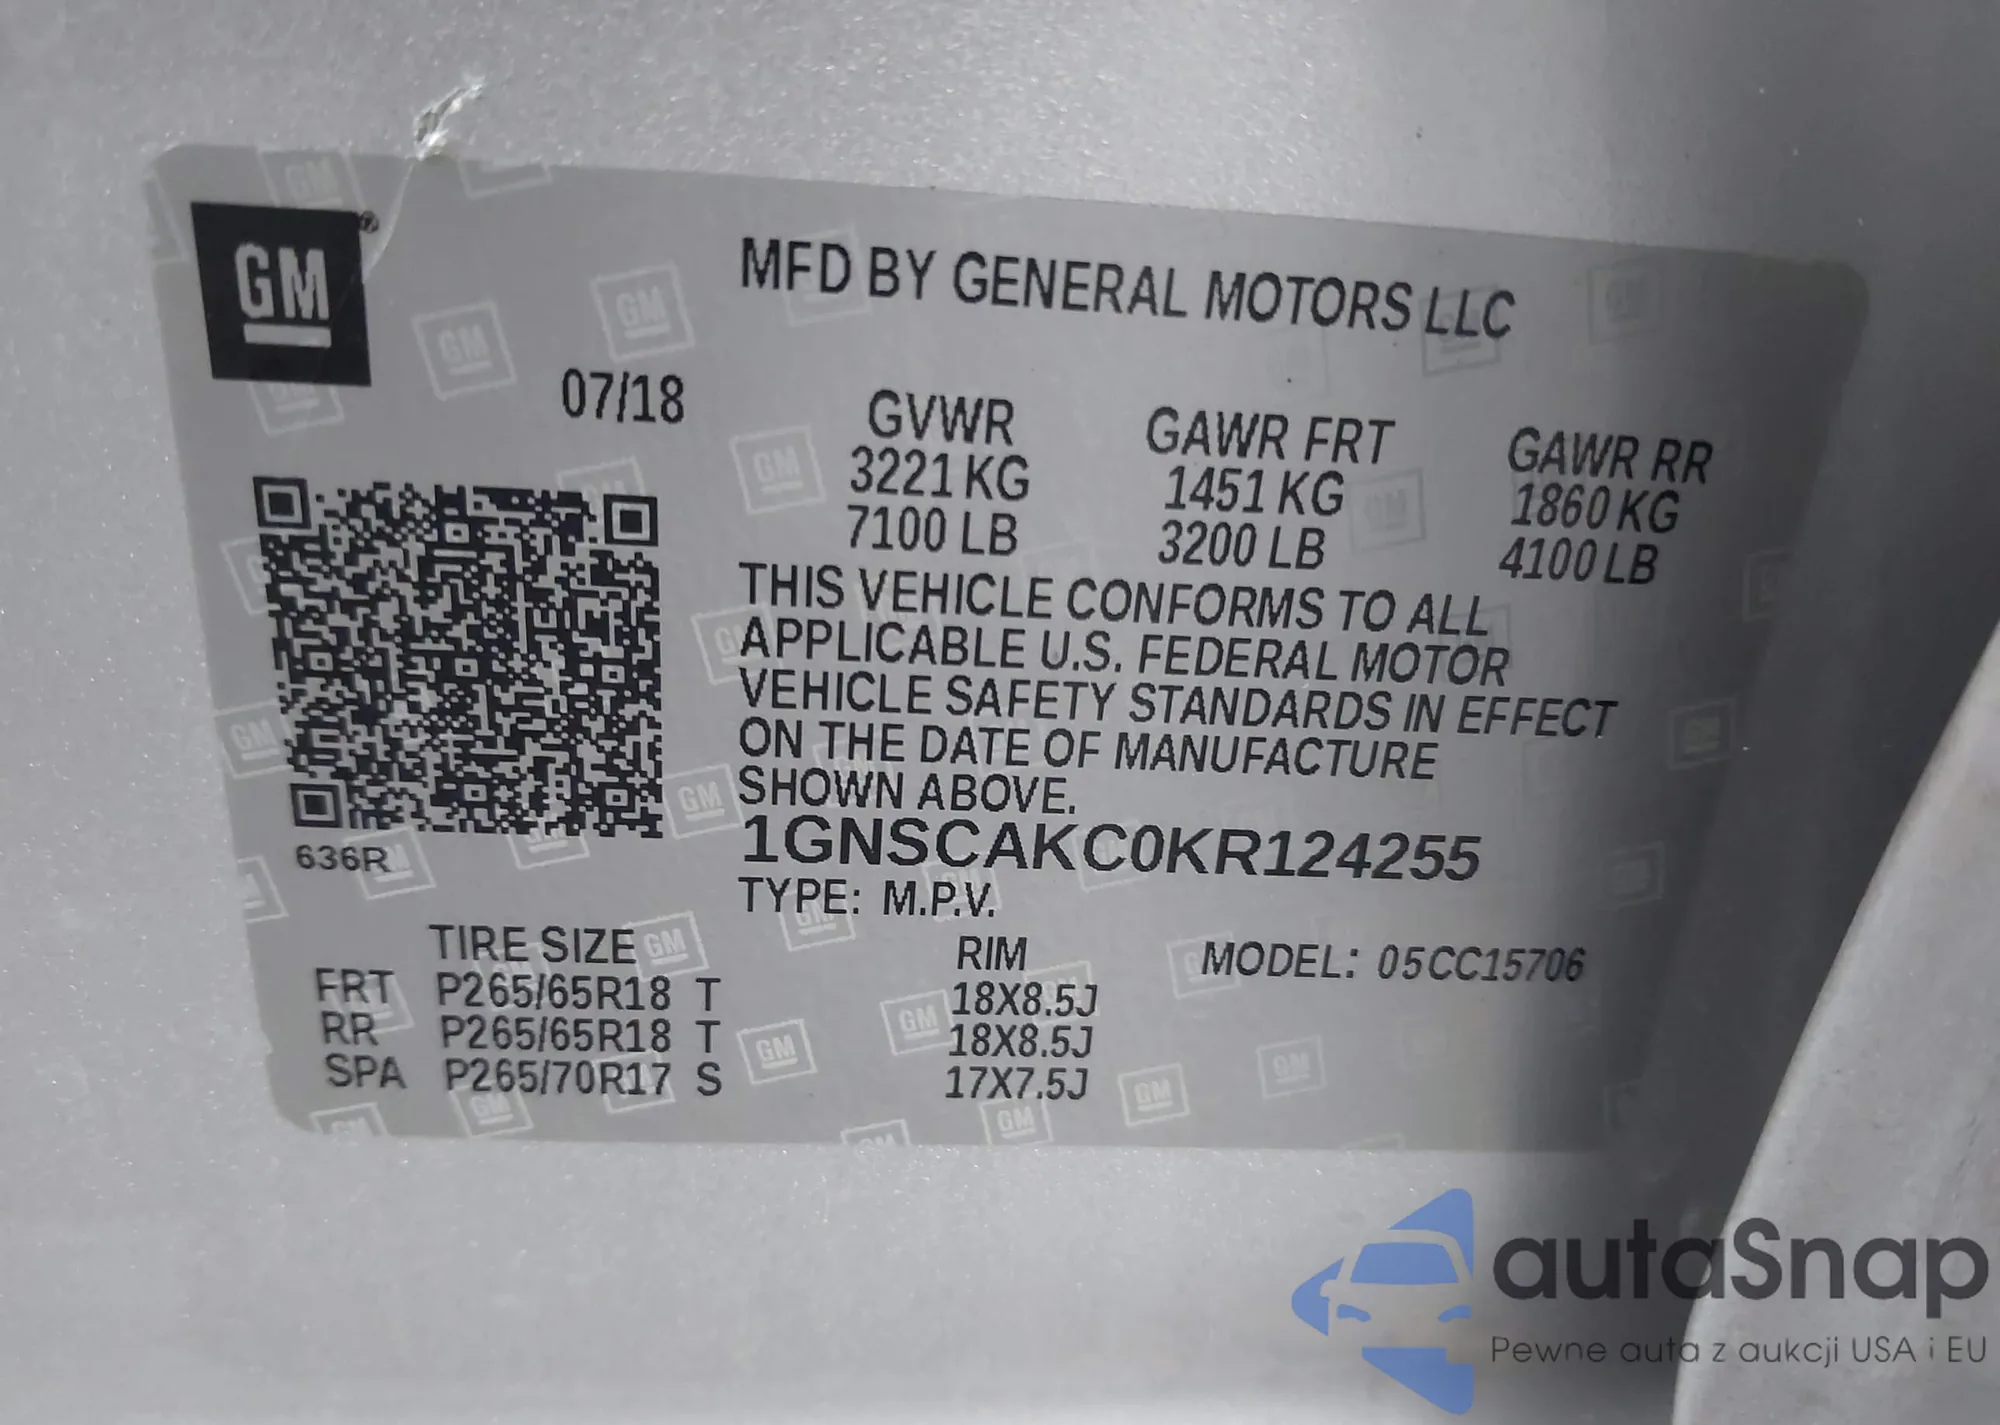 GM
MFD BY GENERAL MOTORS LLC
07/18
GVWR GAWR FRT GAWR RR
3221 KG 1451 KG 1860 KG
7100 LB 3200 LB 4100 LB
THIS VEHICLE CONFORMS TO ALL
APPLICABLE U.S. FEDERAL MOTOR
VEHICLE SAFETY STANDARDS IN EFFECT
ON THE DATE OF MANUFACTURE
SHOWN ABOVE.
1GNSCAKC0KR124255
636R
TYPE: M.P.V.
TIRE SIZE RIM MODEL: 05CC15706
FRT P265/65R18 T 18X8.5J
RR P265/65R18 T 18X8.5J
SPA P265/70R17 S 17X7.5J
autaSnap
Pewne auta z aukcji USA i EU